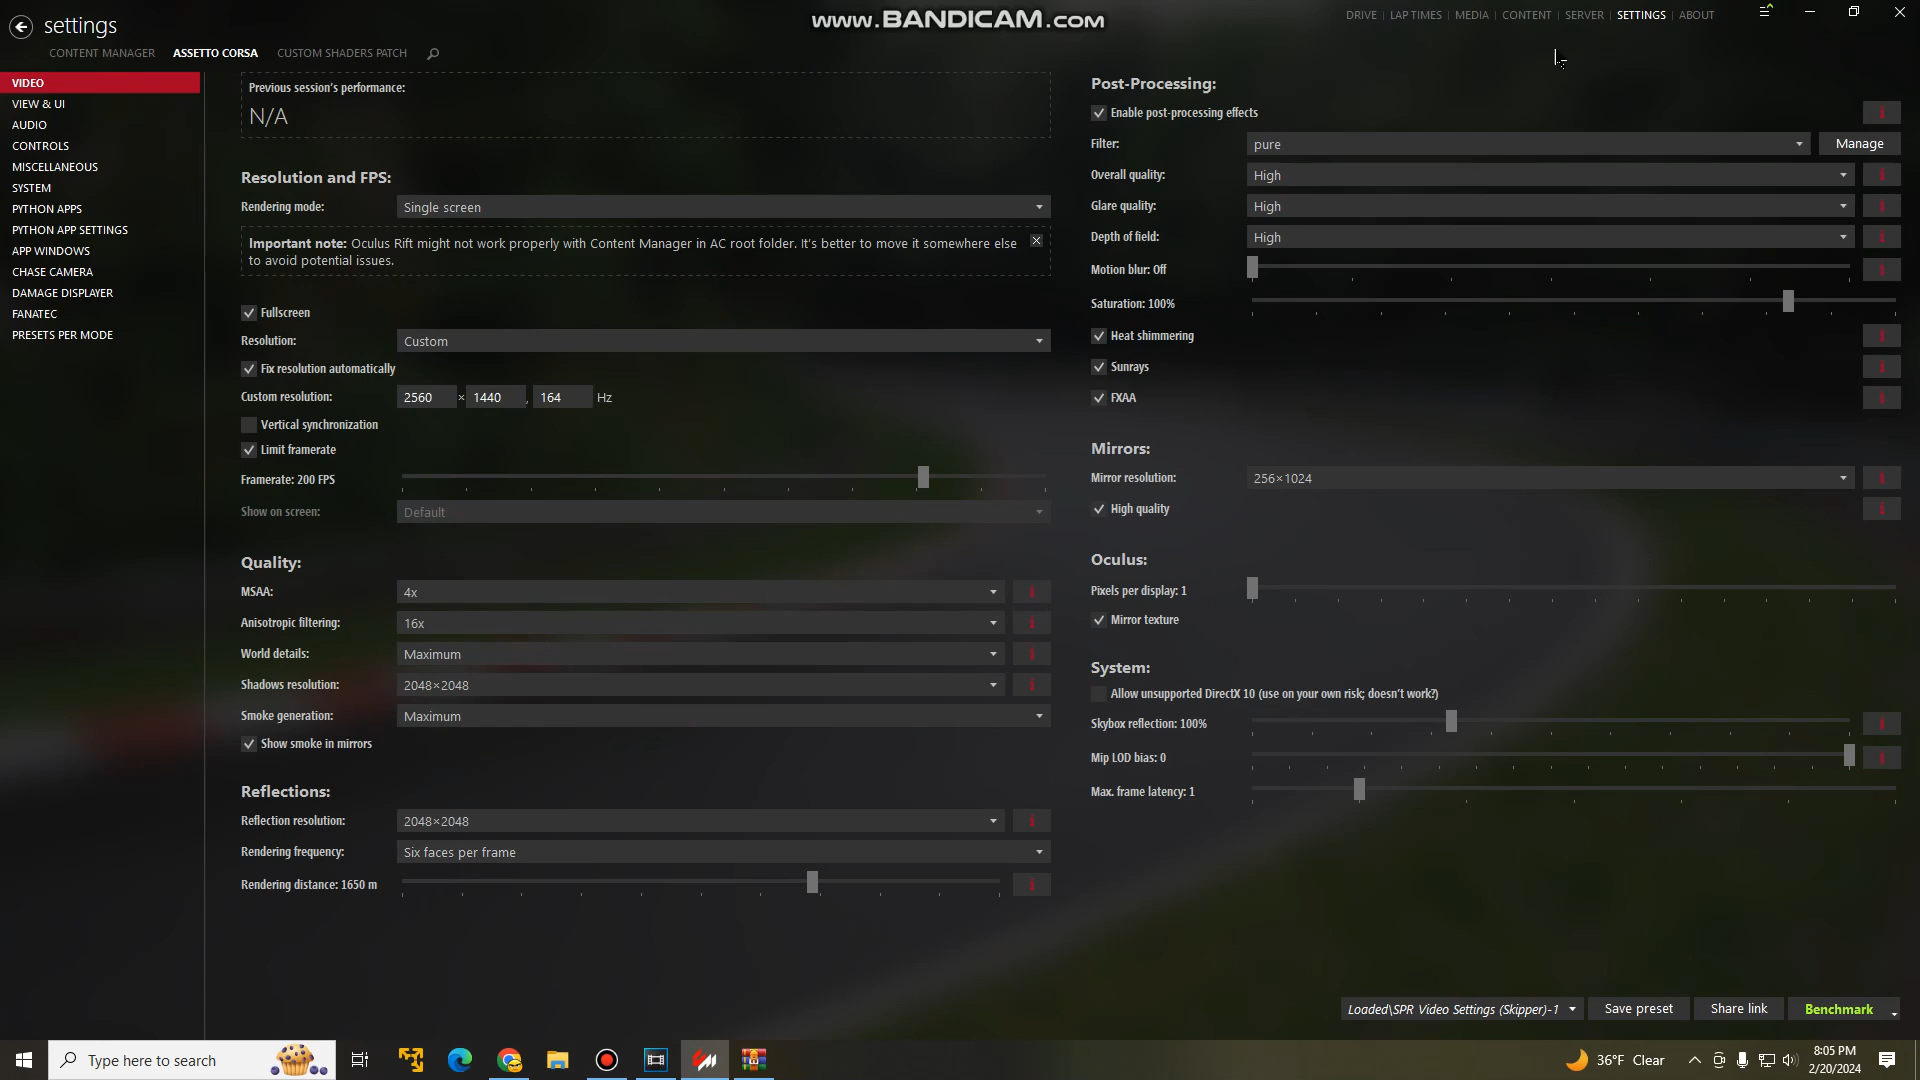 settings
www.BANDICAM.com
DRIVE | LAP TIMES | MEDIA | CONTENT | SERVER | SETTINGS | ABOUT
CONTENT MANAGER ASSETTO CORSA CUSTOM SHADERS PATCH
VIDEO
VIEW & UI
AUDIO
CONTROLS
MISCELLANEOUS
SYSTEM
PYTHON APPS
PYTHON APP SETTINGS
APP WINDOWS
CHASE CAMERA
DAMAGE DISPLAYER
FANATEC
PRESETS PER MODE
Previous session's performance:
N/A
Resolution and FPS:
Rendering mode: Single screen
Important note: Oculus Rift might not work properly with Content Manager in AC root folder. It's better to move it somewhere else
to avoid potential issues.
Fullscreen
Resolution: Custom
Fix resolution automatically
Custom resolution: 2560 × 1440 , 164 Hz
Vertical synchronization
Limit framerate
Framerate: 200 FPS
Show on screen: Default
Quality:
MSAA: 4x
Anisotropic filtering: 16x
World details: Maximum
Shadows resolution: 2048×2048
Smoke generation: Maximum
Show smoke in mirrors
Reflections:
Reflection resolution: 2048×2048
Rendering frequency: Six faces per frame
Rendering distance: 1650 m
Post-Processing:
Enable post-processing effects
Filter: pure Manage
Overall quality: High
Glare quality: High
Depth of field: High
Motion blur: Off
Saturation: 100%
Heat shimmering
Sunrays
FXAA
Mirrors:
Mirror resolution: 256×1024
High quality
Oculus:
Pixels per display: 1
Mirror texture
System:
Allow unsupported DirectX 10 (use on your own risk; doesn't work?)
Skybox reflection: 100%
Mip LOD bias: 0
Max. frame latency: 1
Loaded\SPR Video Settings (Skipper)-1 Save preset Share link Benchmark
Type here to search
36°F Clear
8:05 PM
2/20/2024